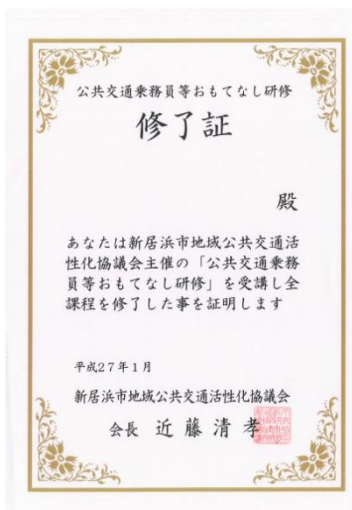 公共交通乗務員等おもてなし研修
修了証
殿
あなたは新居浜市地域公共交通活
性化協議会主催の「公共交通乗務
員等おもてなし研修」を受講し全
課程を修了した事を証明します
平成27年1月
新居浜市地域公共交通活性化協議会
会長 近藤清孝